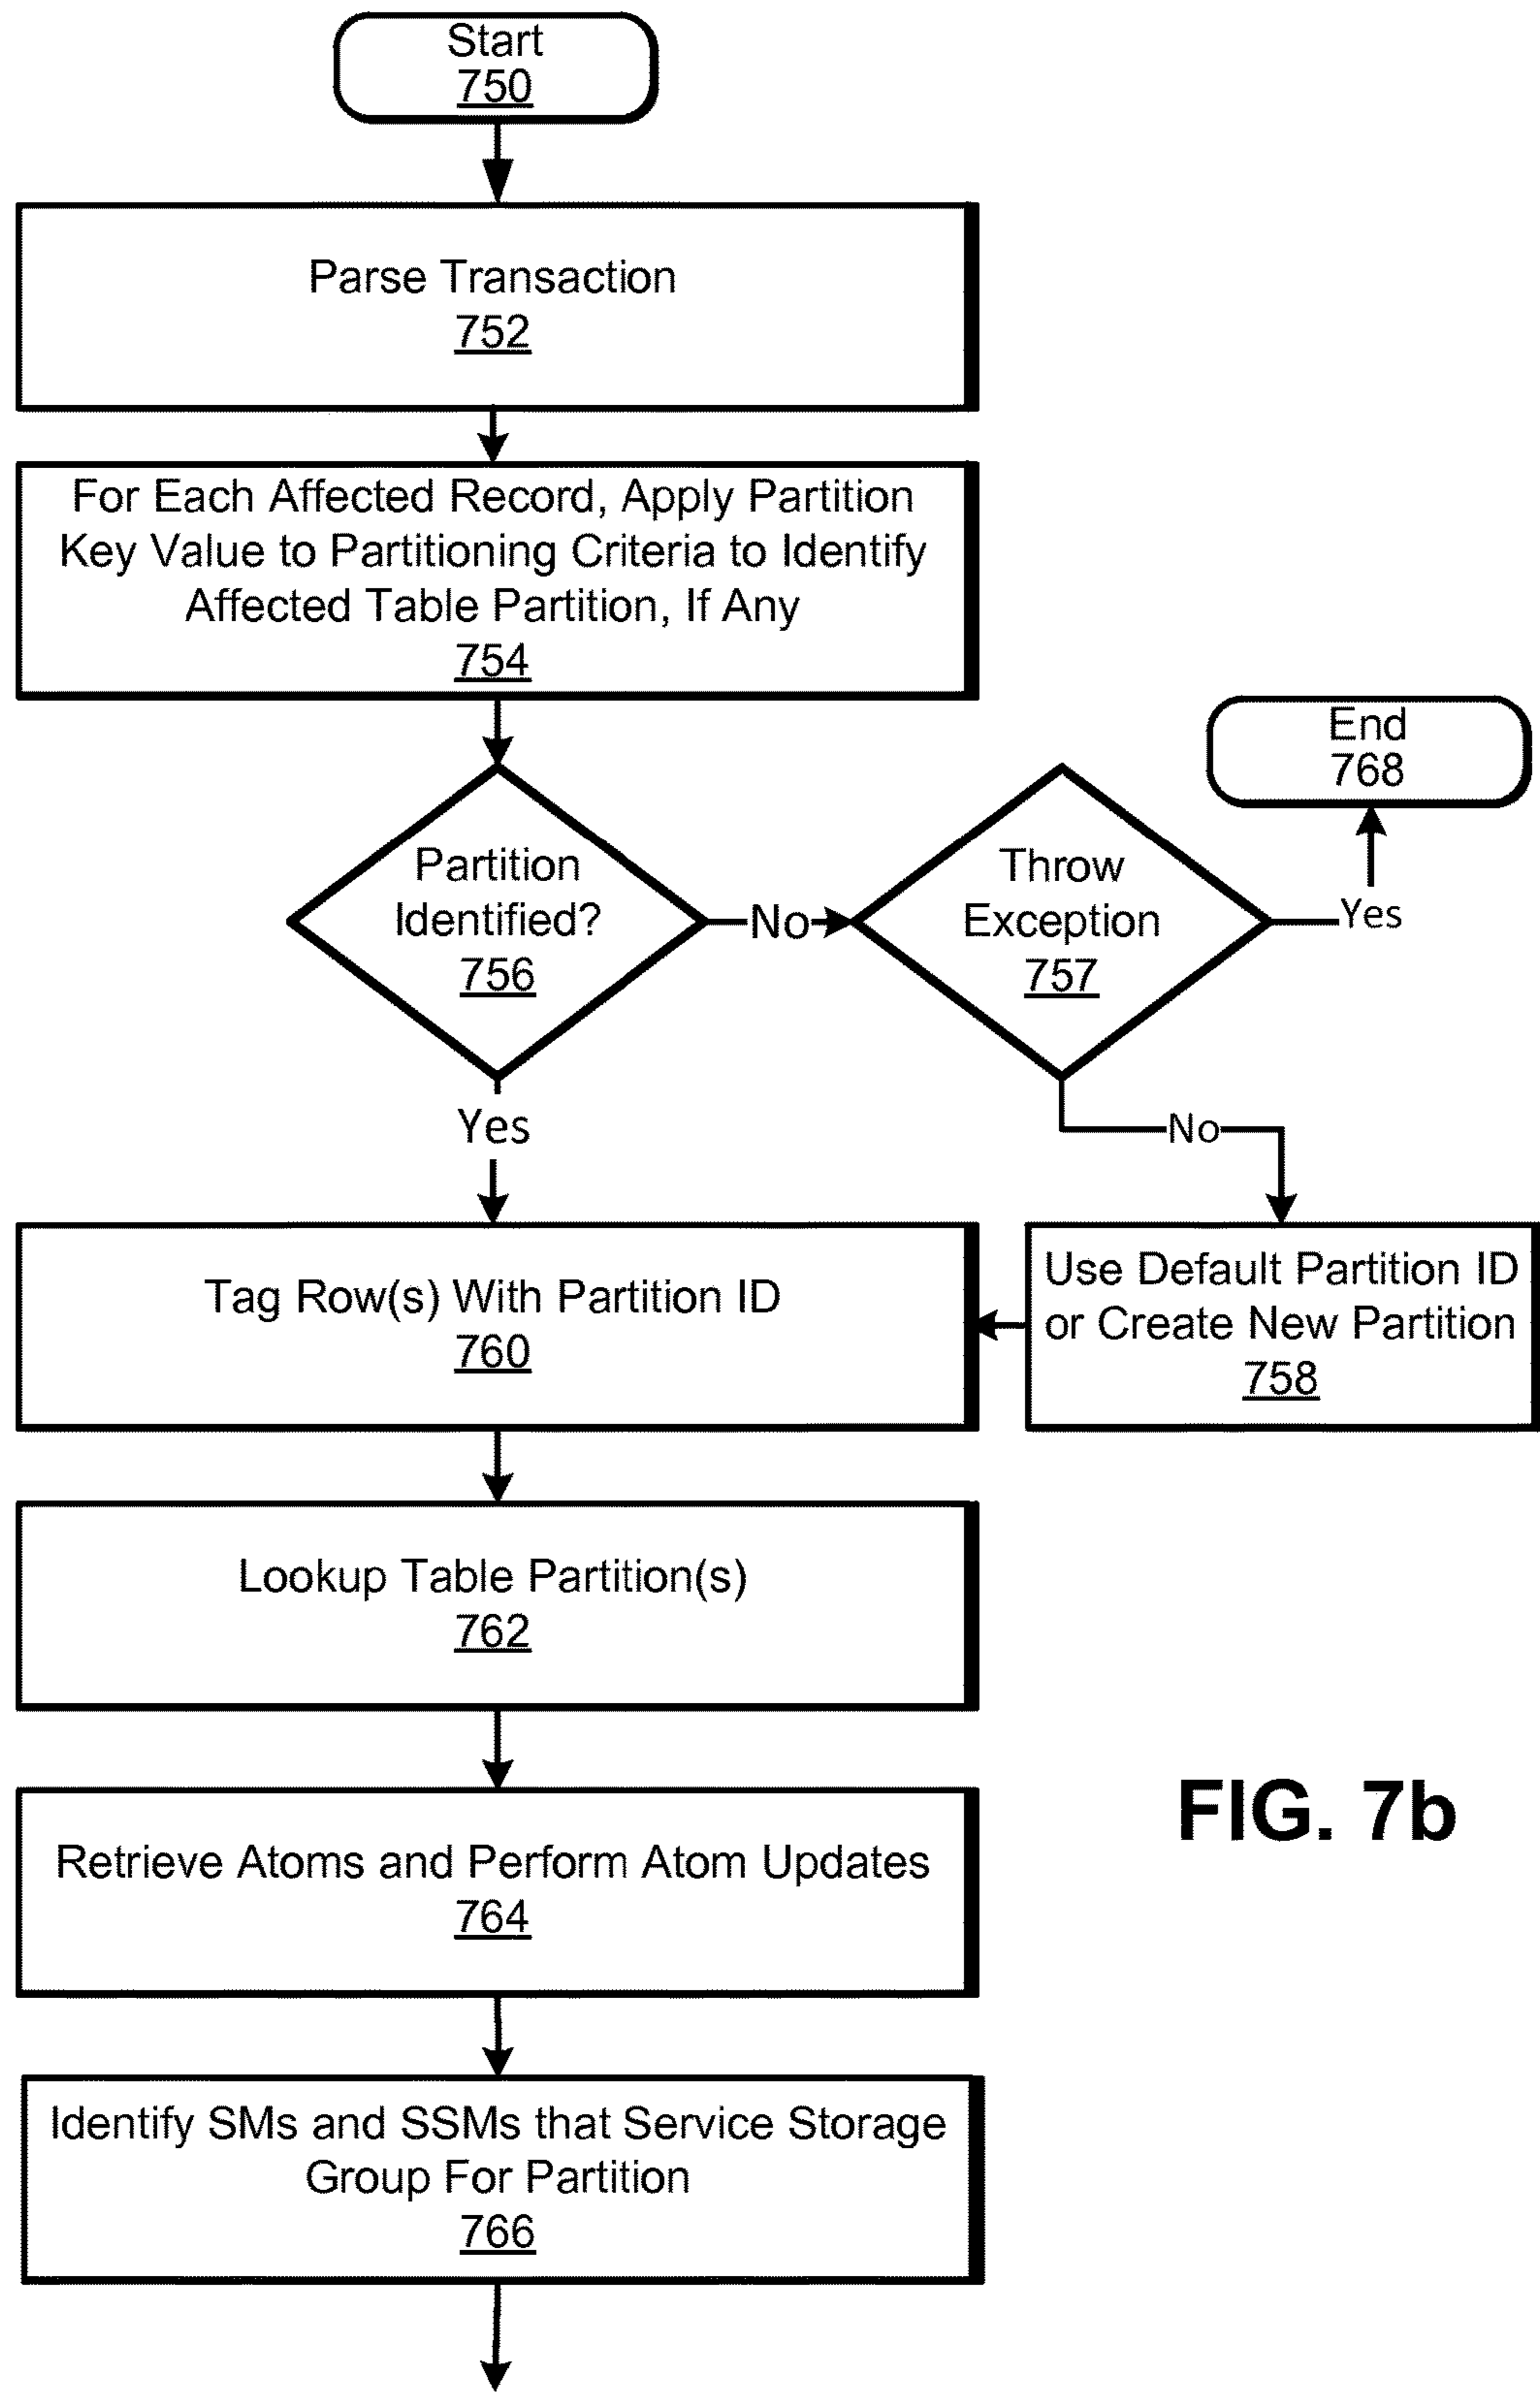 Start
750
Parse Transaction
752
For Each Affected Record, Apply Partition
Key Value to Partitioning Criteria to Identify
Affected Table Partition, If Any
754
End
768
Partition
Identified?
756
No
Throw
Exception
757
Yes
Yes
No
Tag Row(s) With Partition ID
760
Use Default Partition ID
or Create New Partition
758
Lookup Table Partition(s)
762
Retrieve Atoms and Perform Atom Updates
764
FIG. 7b
Identify SMs and SSMs that Service Storage
Group For Partition
766